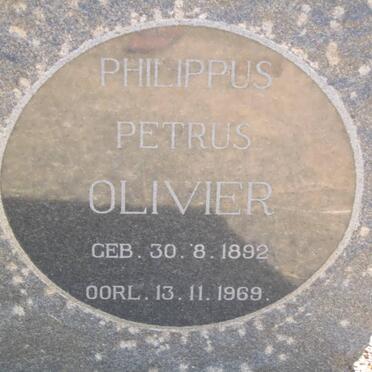 PHILIPPUS
PETRUS
OLIVIER
GEB. 30. 8. 1892
OORL. 13. 11. 1969.